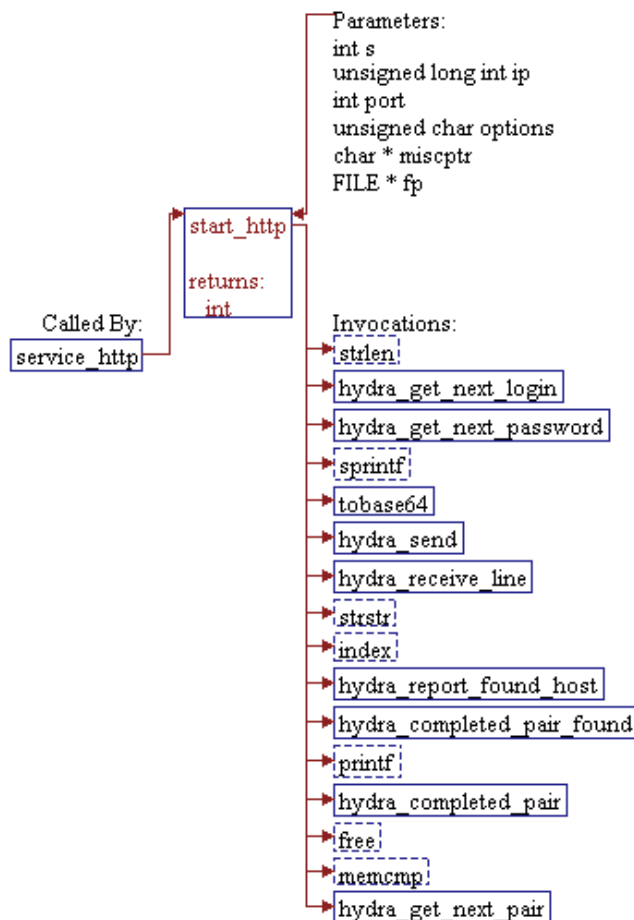 Parameters:
int s
unsigned long int ip
int port
unsigned char options
char * miscptr
FILE * fp
start_http
returns:
int
Called By:
service_http
Invocations:
strlen
hydra_get_next_login
hydra_get_next_password
sprintf
tobase64
hydra_send
hydra_receive_line
strstr
index
hydra_report_found_host
hydra_completed_pair_found
printf
hydra_completed_pair
free
memcmp
hydra_get_next_pair